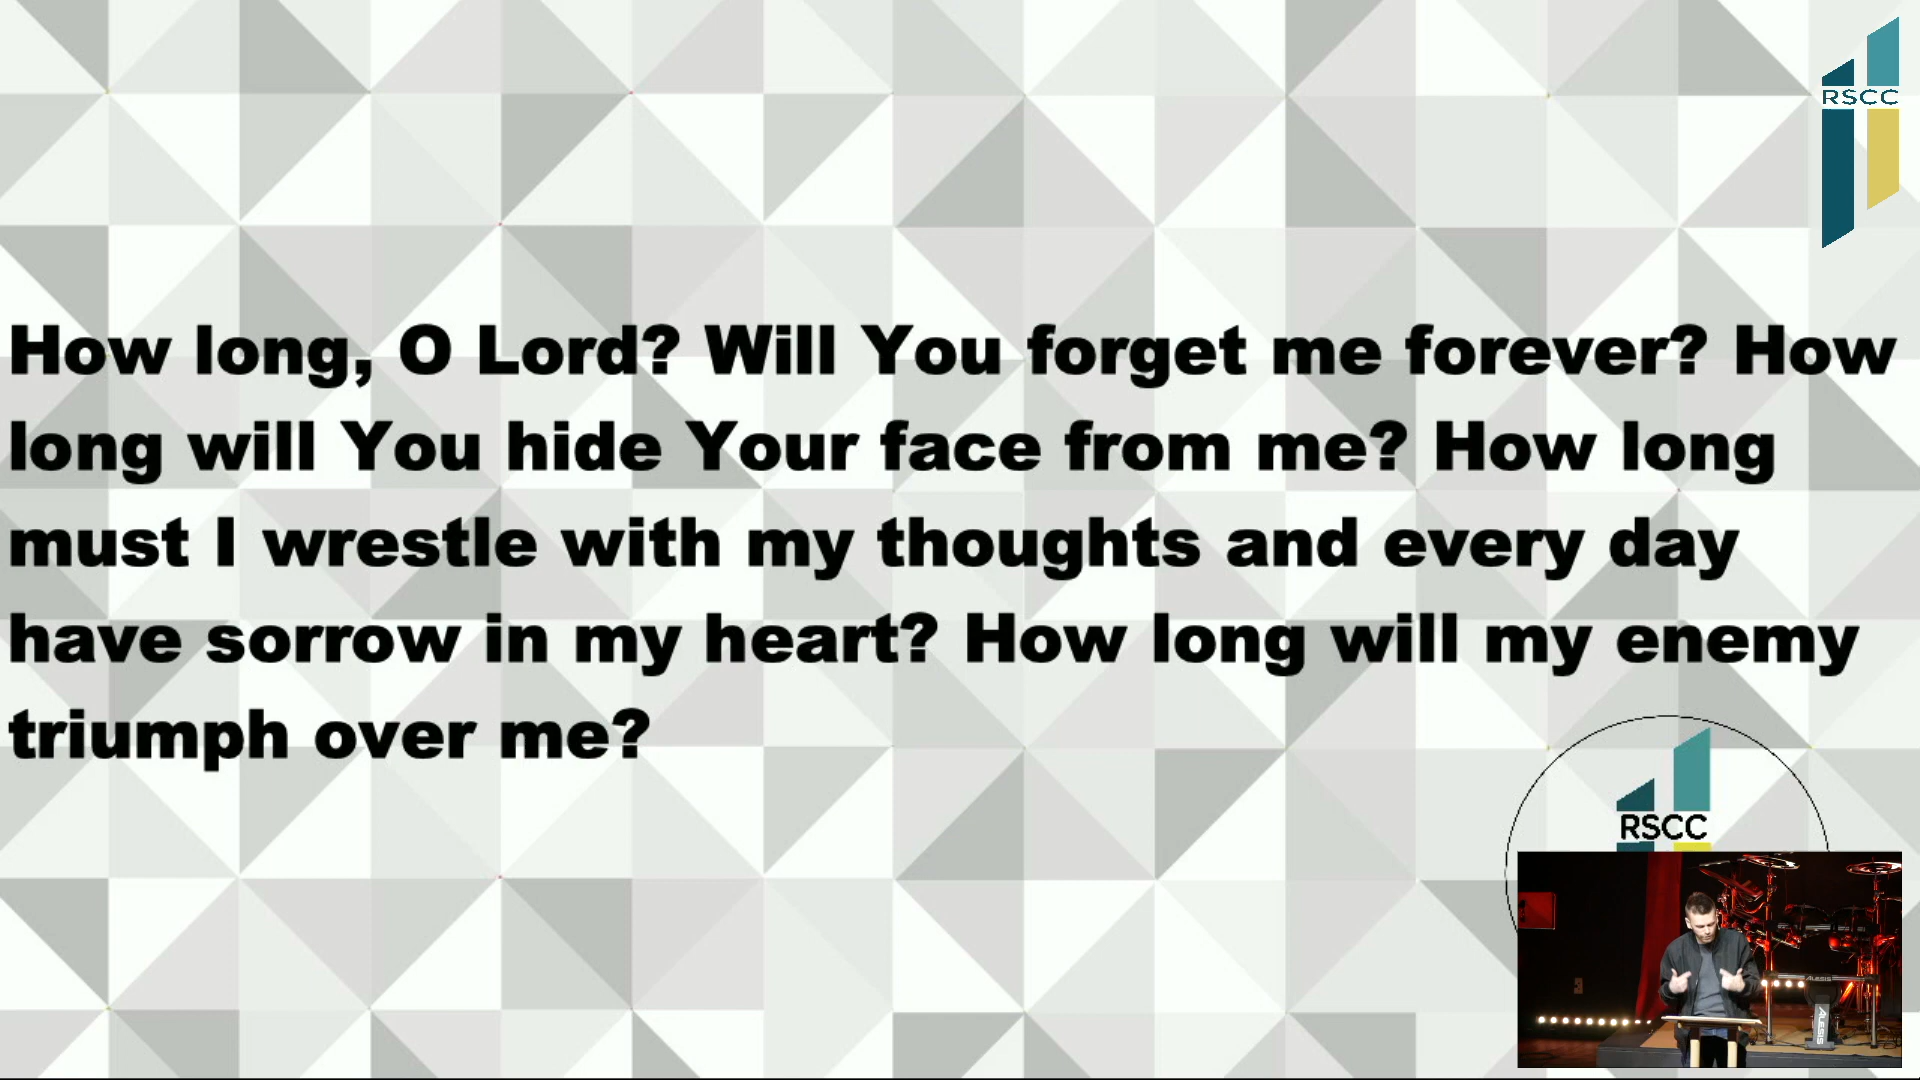 RSCC
How long, O Lord? Will You forget me forever? How
long will You hide Your face from me? How long
must I wrestle with my thoughts and every day
have sorrow in my heart? How long will my enemy
triumph over me?
RSCC
ALESIS
ALESIS